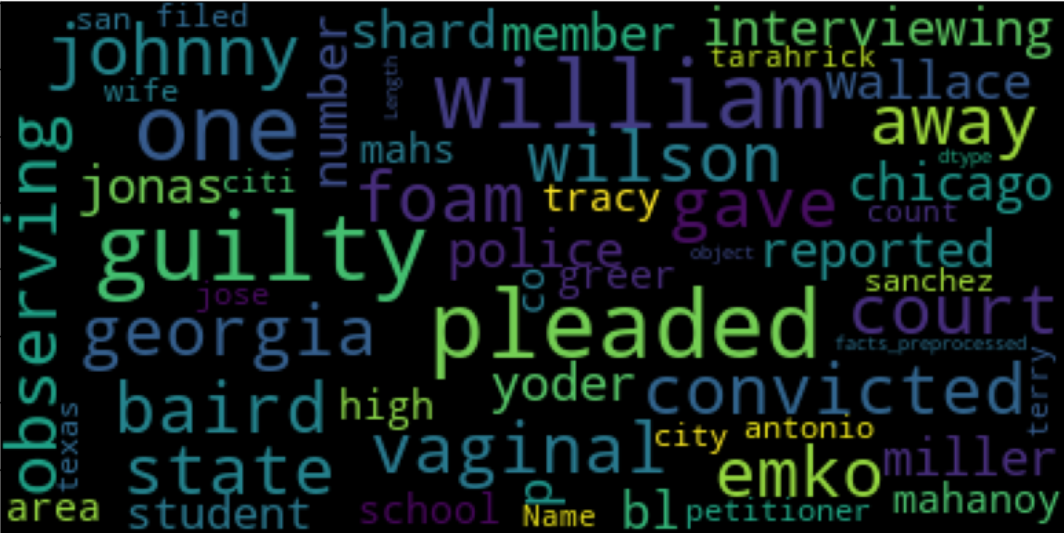 san filed
johnny
wife
number
shard
member
interviewing
tarahrick
Length
william
wallace
one
away
observing
mahs
wilson
dtype
jonas
citi
foam
tracy
gave
chicago
count
guilty
police
object
reported
co
greer
sanchez
jose
pleaded
court
georgia
facts_preprocessed
terry
yoder
convicted
baird
high
texas
vaginal
city
antonio
state
emko
miller
area
student
school
p
Name
bl
petitioner
mahanoy